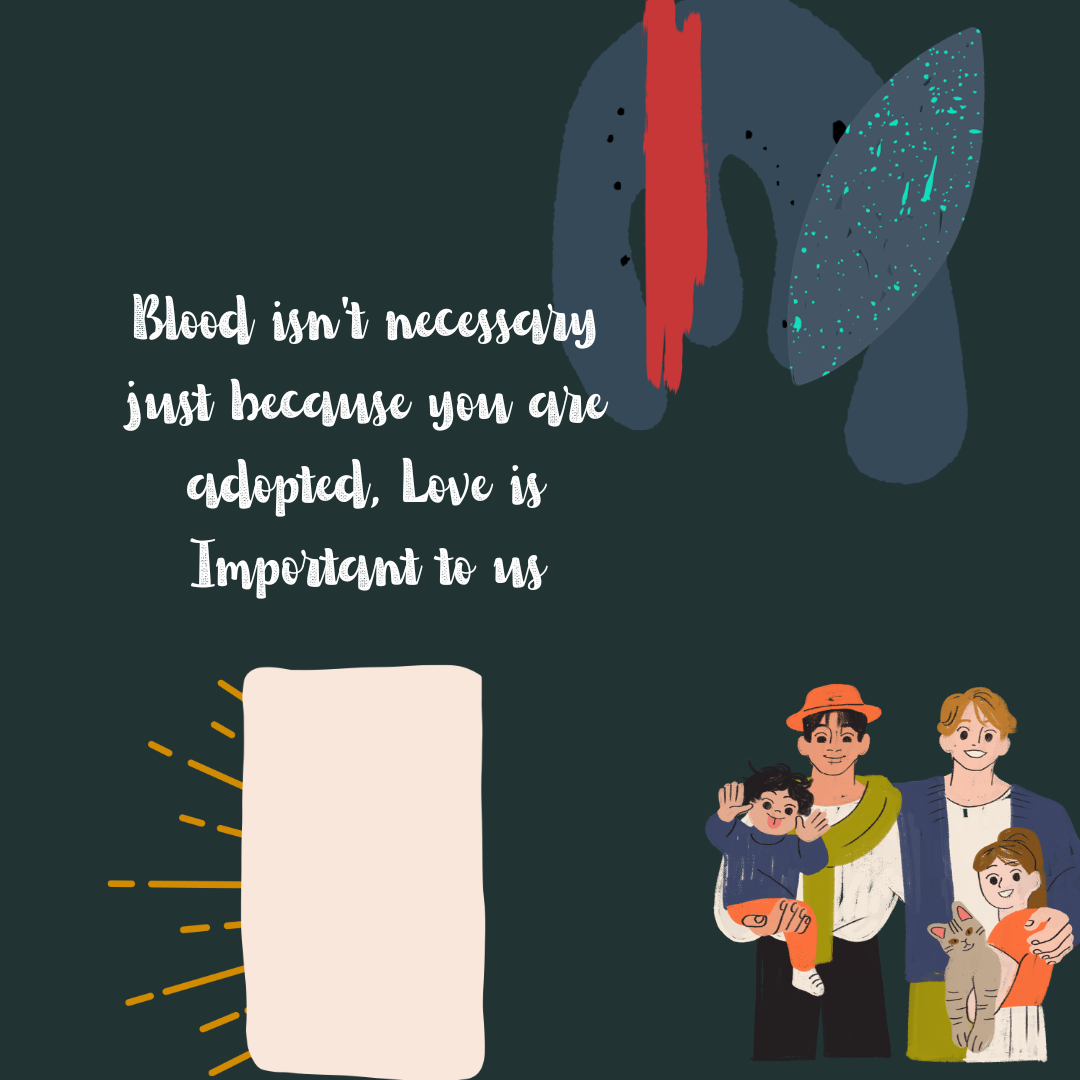 Blood isn't necessary
just because you are
adopted, Love is
Important to us